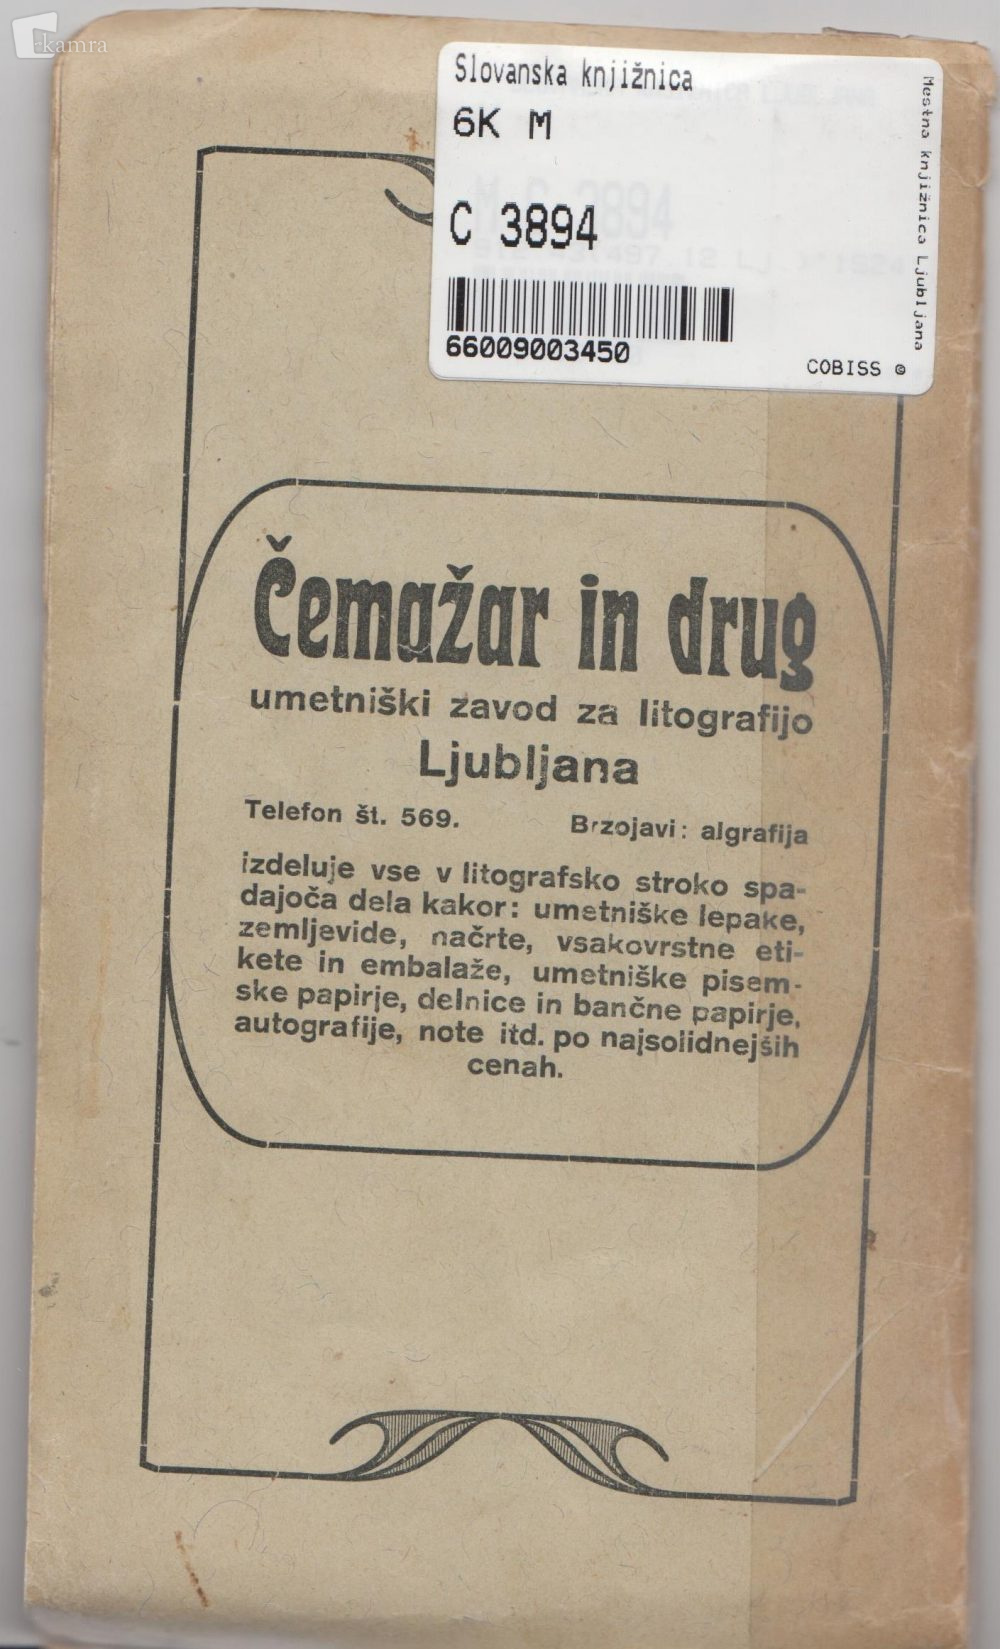 kamra
Slovanska knjižnica
6K M
C 3894
66009003450
COBISS ©
Mestna knjižnica Ljubljana
Čemažar in drug
umetniški zavod za litografijo
Ljubljana
Telefon št. 569. Brzojavi: algrafija
izdeluje vse v litografsko stroko spa-
dajoča dela kakor: umetniške lepake,
zemljevide, načrte, vsakovrstne eti-
kete in embalaže, umetniške pisem-
ske papirje, delnice in bančne papirje,
autografije, note itd. po najsolidnejših
cenah.